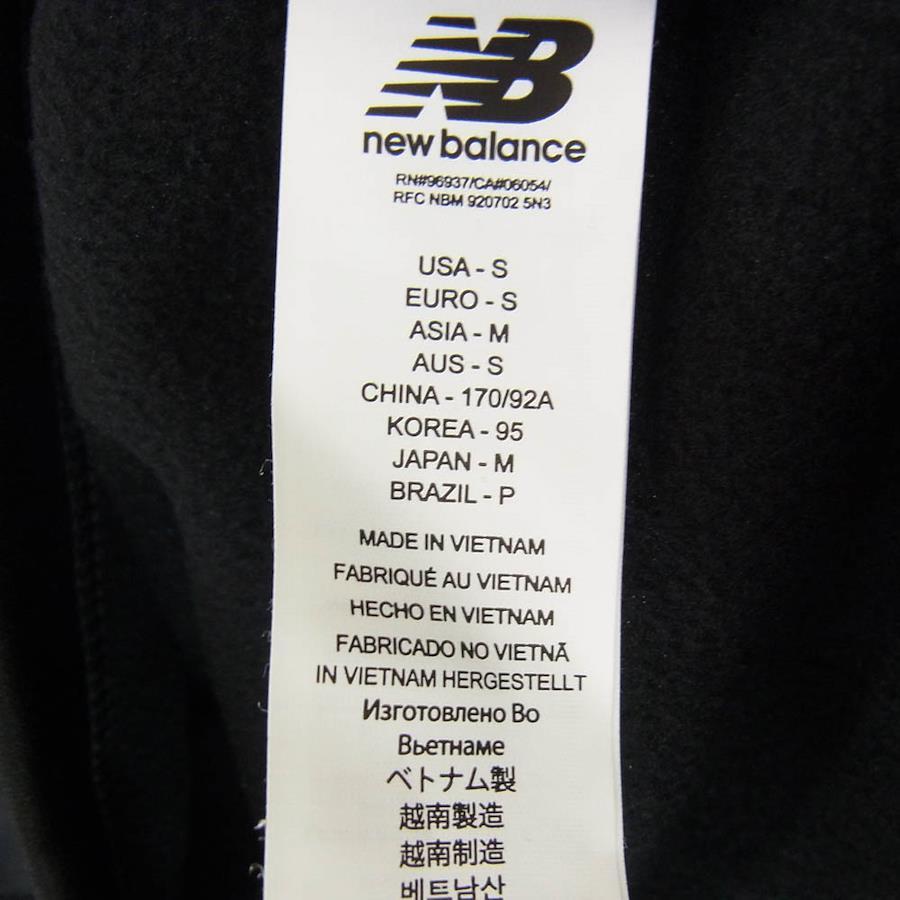 NB
new balance
RN#96937/CA#06054/
RFC NBM 920702 5N3
USA - S
EURO - S
ASIA - M
AUS - S
CHINA - 170/92A
KOREA - 95
JAPAN - M
BRAZIL - P
MADE IN VIETNAM
FABRIQUÉ AU VIETNAM
HECHO EN VIETNAM
FABRICADO NO VIETNÃ
IN VIETNAM HERGESTELLT
Изготовлено Во
Вьетнаме
ベトナム製
越南製造
越南制造
베트남산